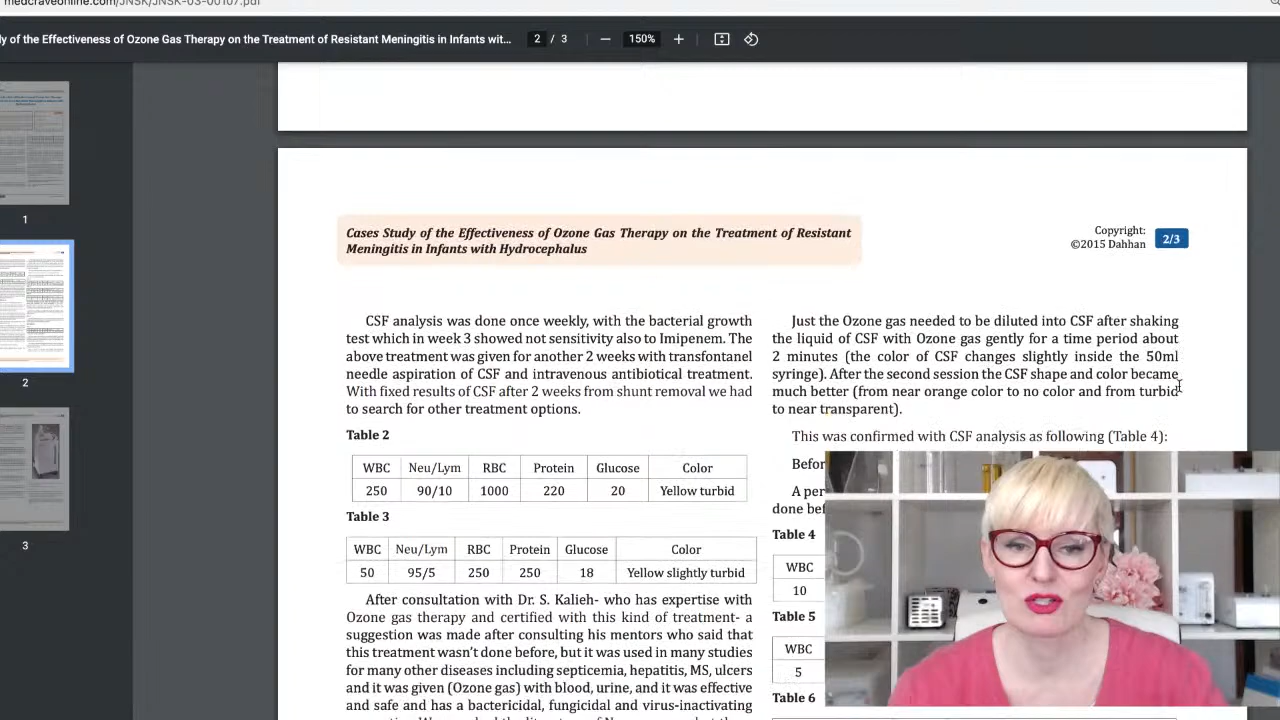 medcraveonline.com/JNSK/JNSK-03-00107.pdf
ly of the Effectiveness of Ozone Gas Therapy on the Treatment of Resistant Meningitis in Infants wit...
2 / 3
150%
1
2
3
Cases Study of the Effectiveness of Ozone Gas Therapy on the Treatment of Resistant
Meningitis in Infants with Hydrocephalus
Copyright:
©2015 Dahhan
2/3
CSF analysis was done once weekly, with the bacterial growth
test which in week 3 showed not sensitivity also to Imipenem. The
above treatment was given for another 2 weeks with transfontanel
needle aspiration of CSF and intravenous antibiotical treatment.
With fixed results of CSF after 2 weeks from shunt removal we had
to search for other treatment options.
Table 2
WBC Neu/Lym RBC Protein Glucose Color
250 90/10 1000 220 20 Yellow turbid
Table 3
WBC Neu/Lym RBC Protein Glucose Color
50 95/5 250 250 18 Yellow slightly turbid
After consultation with Dr. S. Kalieh- who has expertise with
Ozone gas therapy and certified with this kind of treatment- a
suggestion was made after consulting his mentors who said that
this treatment wasn't done before, but it was used in many studies
for many other diseases including septicemia, hepatitis, MS, ulcers
and it was given (Ozone gas) with blood, urine, and it was effective
and safe and has a bactericidal, fungicidal and virus-inactivating
Just the Ozone gas needed to be diluted into CSF after shaking
the liquid of CSF with Ozone gas gently for a time period about
2 minutes (the color of CSF changes slightly inside the 50ml
syringe). After the second session the CSF shape and color became
much better (from near orange color to no color and from turbid
to near transparent).
This was confirmed with CSF analysis as following (Table 4):
Befor
A per
done bef
Table 4
WBC
10
Table 5
WBC
5
Table 6